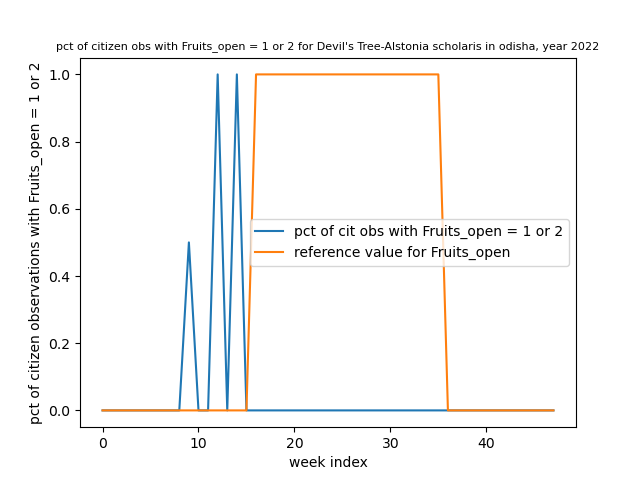 pct of citizen obs with Fruits_open = 1 or 2 for Devil's Tree-Alstonia scholaris in odisha, year 2022
pct of citizen observations with Fruits_open = 1 or 2
1.0
0.8
0.6
0.4
0.2
0.0
pct of cit obs with Fruits_open = 1 or 2
reference value for Fruits_open
0 10 20 30 40
week index